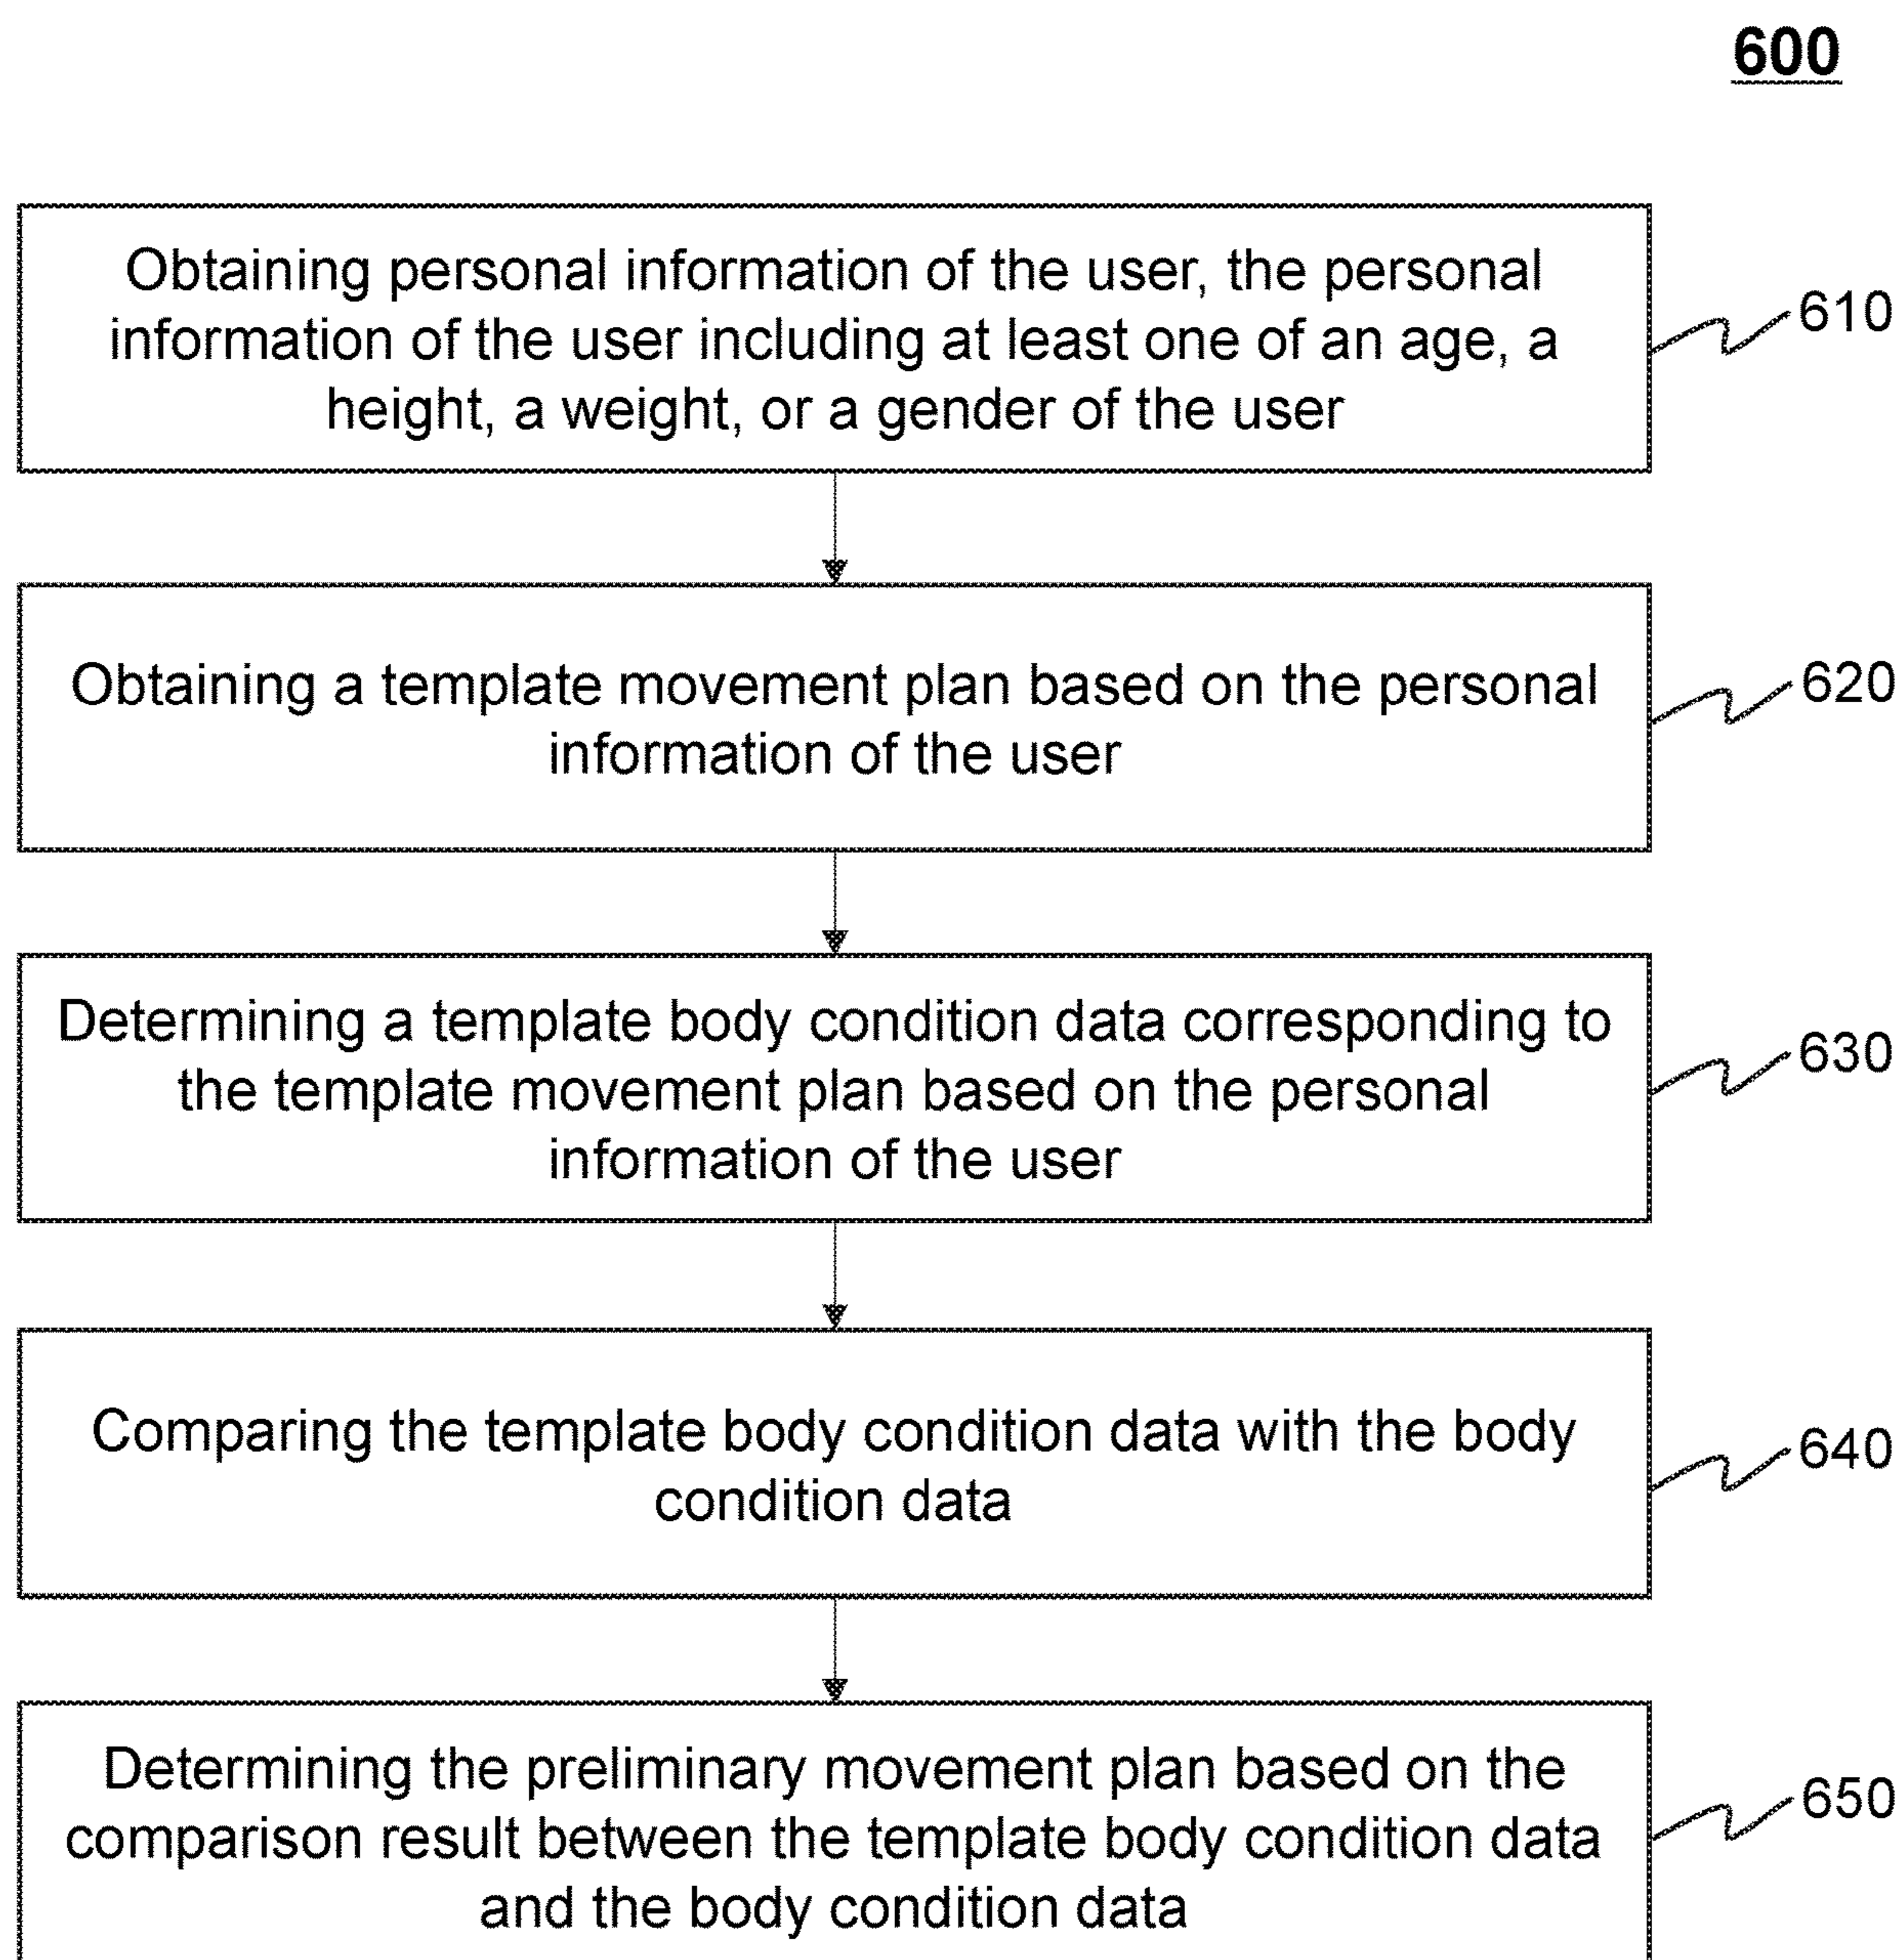 600
Obtaining personal information of the user, the personal
information of the user including at least one of an age, a
height, a weight, or a gender of the user
610
Obtaining a template movement plan based on the personal
information of the user
620
Determining a template body condition data corresponding to
the template movement plan based on the personal
information of the user
630
Comparing the template body condition data with the body
condition data
640
Determining the preliminary movement plan based on the
comparison result between the template body condition data
and the body condition data
650